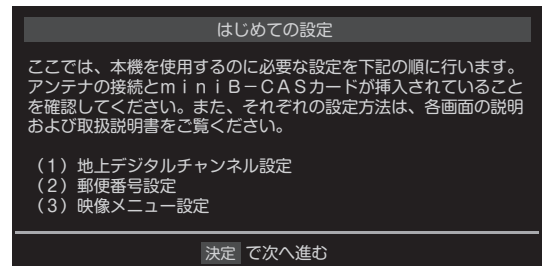 はじめての設定
ここでは、本機を使用するのに必要な設定を下記の順に行います。
アンテナの接続とｍｉｎｉＢ－ＣＡＳカードが挿入されていること
を確認してください。また、それぞれの設定方法は、各画面の説明
および取扱説明書をご覧ください。
（１）地上デジタルチャンネル設定
（２）郵便番号設定
（３）映像メニュー設定
決定 で次へ進む